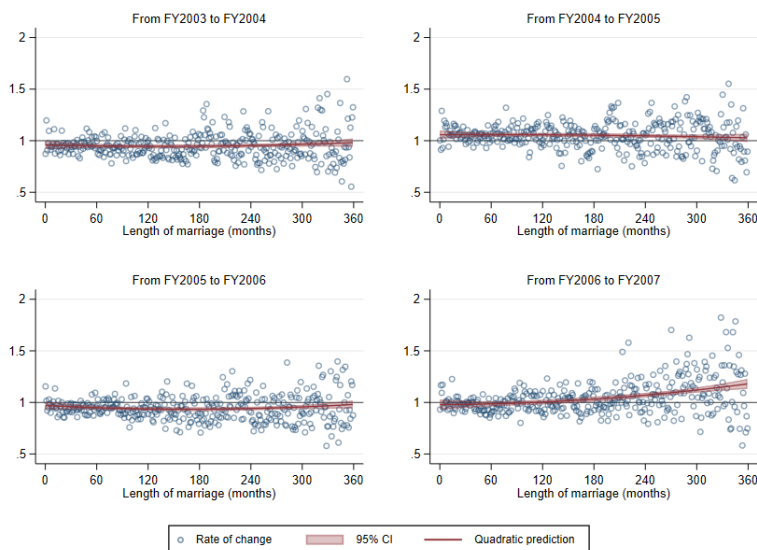 From FY2003 to FY2004
2
1.5
1
.5
0 60 120 180 240 300 360
Length of marriage (months)
From FY2004 to FY2005
2
1.5
1
.5
0 60 120 180 240 300 360
Length of marriage (months)
From FY2005 to FY2006
2
1.5
1
.5
0 60 120 180 240 300 360
Length of marriage (months)
From FY2006 to FY2007
2
1.5
1
.5
0 60 120 180 240 300 360
Length of marriage (months)
Rate of change 95% CI Quadratic prediction